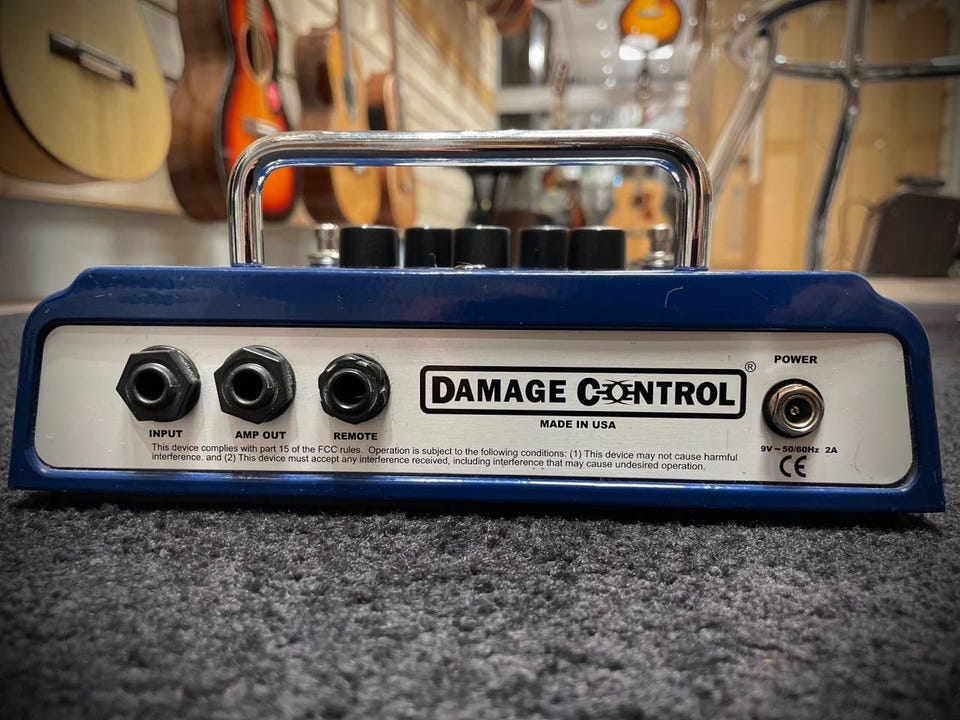 POWER
DAMAGE CONTROL®
MADE IN USA
INPUT
AMP OUT
REMOTE
This device complies with part 15 of the FCC rules. Operation is subject to the following conditions: (1) This device may not cause harmful
interference. and (2) This device must accept any interference received, including interference that may cause undesired operation.
9V ~ 50/60Hz 2A
CE